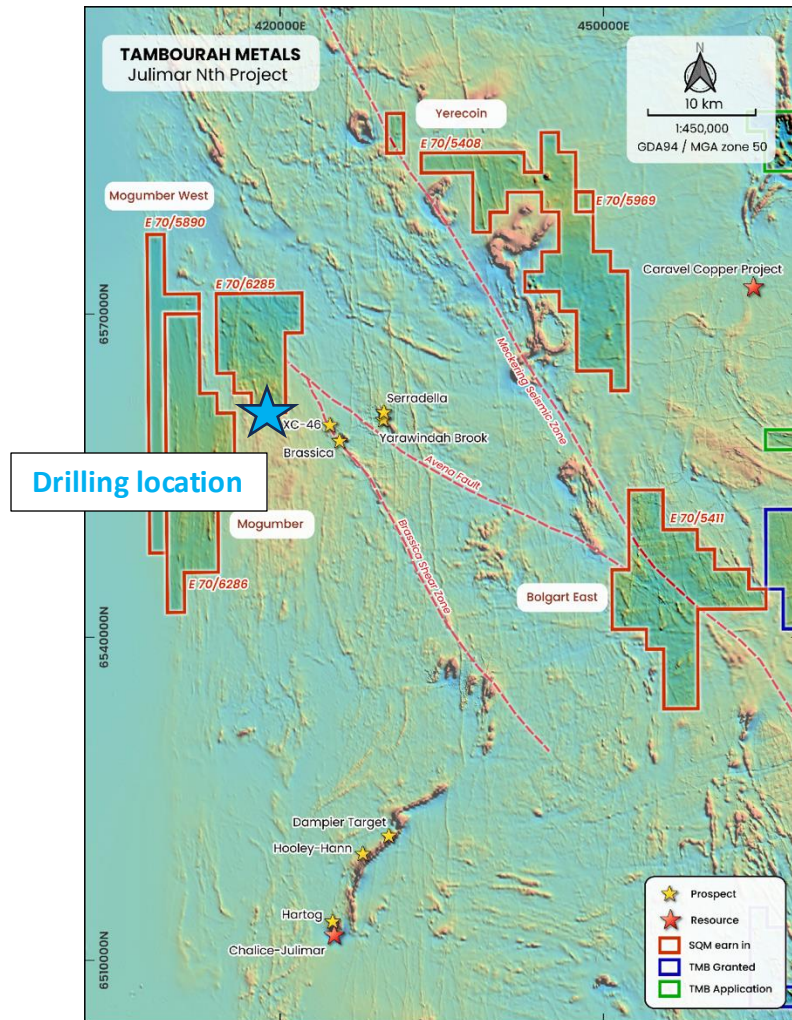 420000E
450000E
TAMBOURAH METALS
Julimar Nth Project
N
10 km
1:450,000
GDA94 / MGA zone 50
Yerecoin
E 70/5408
E 70/5969
Mogumber West
E 70/5890
E 70/6285
Caravel Copper Project
6570000N
Meckering Seismic Zone
Serradella
XC-46
Yarawindah Brook
Brassica
Avena Fault
Drilling location
Mogumber
E 70/5411
Brassica Shear Zone
E 70/6286
Bolgart East
6540000N
Dampier Target
Hooley-Hann
Hartog
Chalice-Julimar
6510000N
Prospect
Resource
SQM earn in
TMB Granted
TMB Application